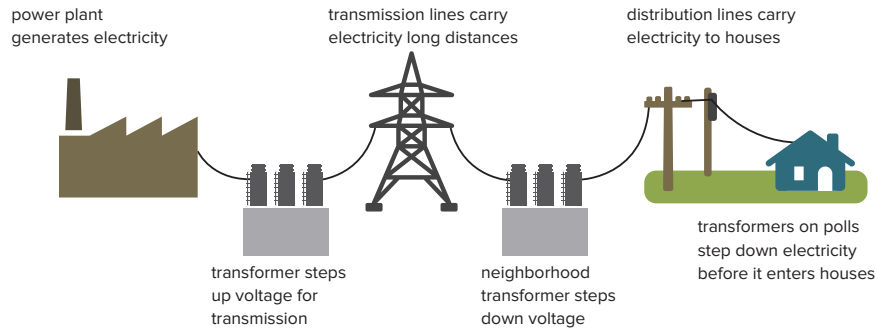 power plant
generates electricity
transmission lines carry
electricity long distances
distribution lines carry
electricity to houses
transformer steps
up voltage for
transmission
neighborhood
transformer steps
down voltage
transformers on polls
step down electricity
before it enters houses